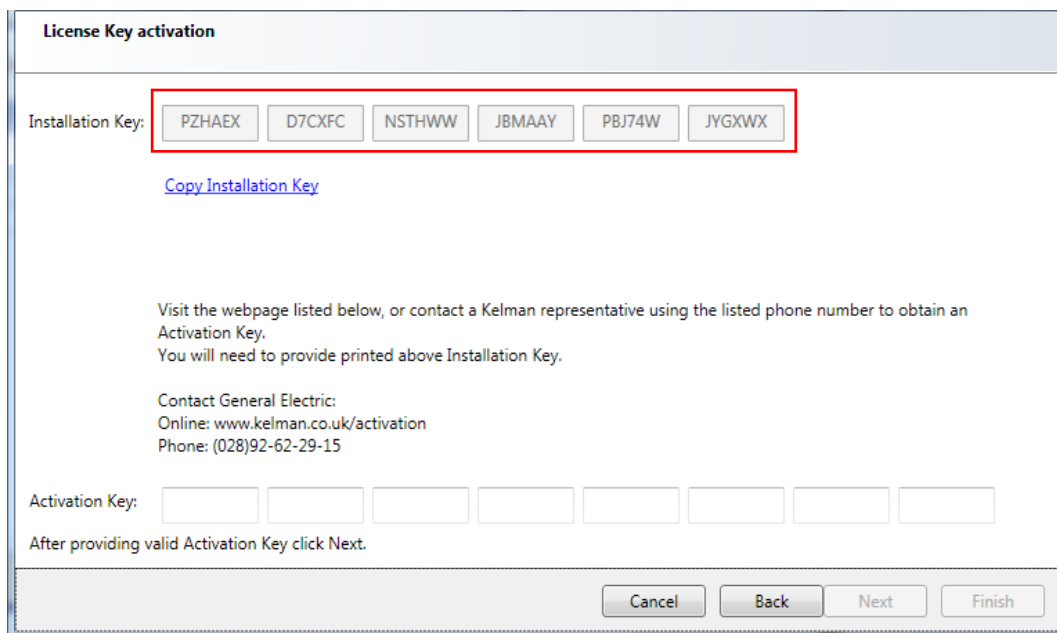 License Key activation
Installation Key: PZHAEX D7CXFC NSTHWW JBMAAY PBJ74W JYGXWX
Copy Installation Key
Visit the webpage listed below, or contact a Kelman representative using the listed phone number to obtain an
Activation Key.
You will need to provide printed above Installation Key.
Contact General Electric:
Online: www.kelman.co.uk/activation
Phone: (028)92-62-29-15
Activation Key:
After providing valid Activation Key click Next.
Cancel Back Next Finish